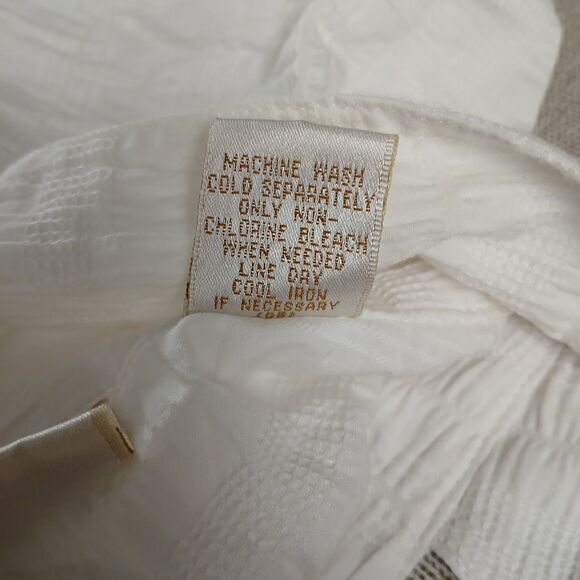 MACHINE WASH
COLD SEPARATELY
ONLY NON-
CHLORINE BLEACH
WHEN NEEDED
LINE DRY
COOL IRON
IF NECESSARY